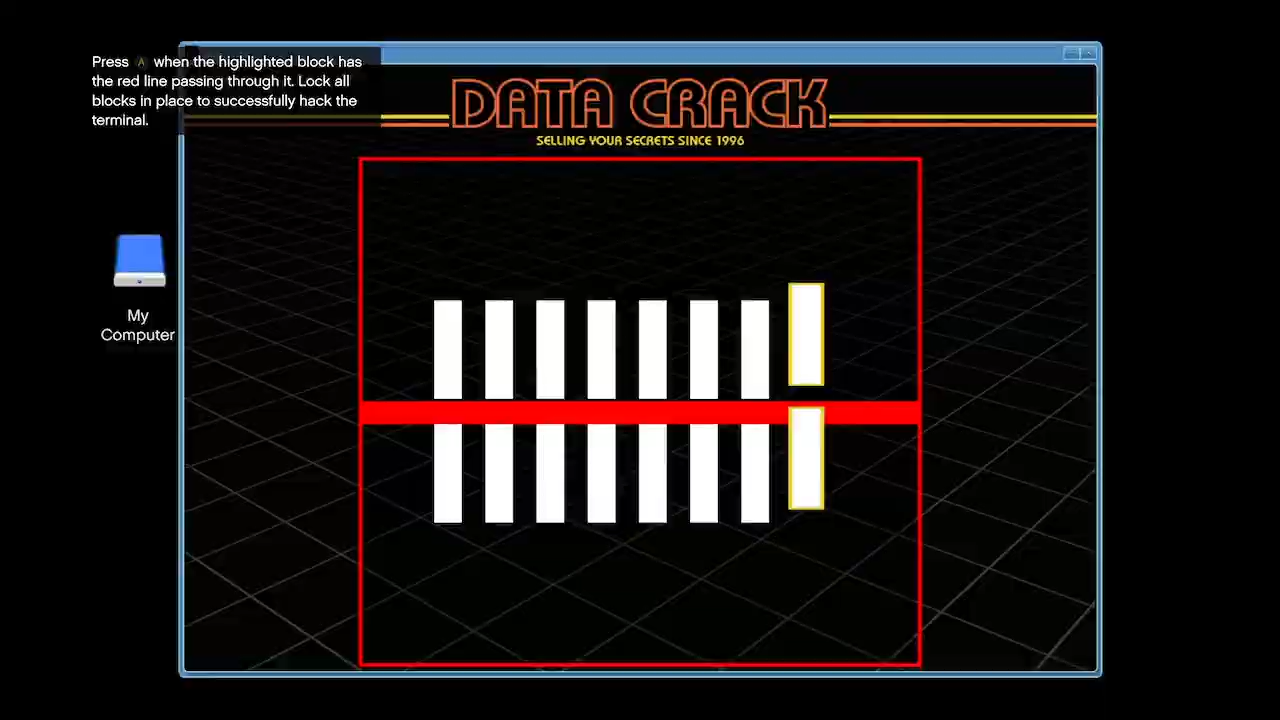 Press A when the highlighted block has
the red line passing through it. Lock all
blocks in place to successfully hack the
terminal.
DATA CRACK
SELLING YOUR SECRETS SINCE 1996
My
Computer